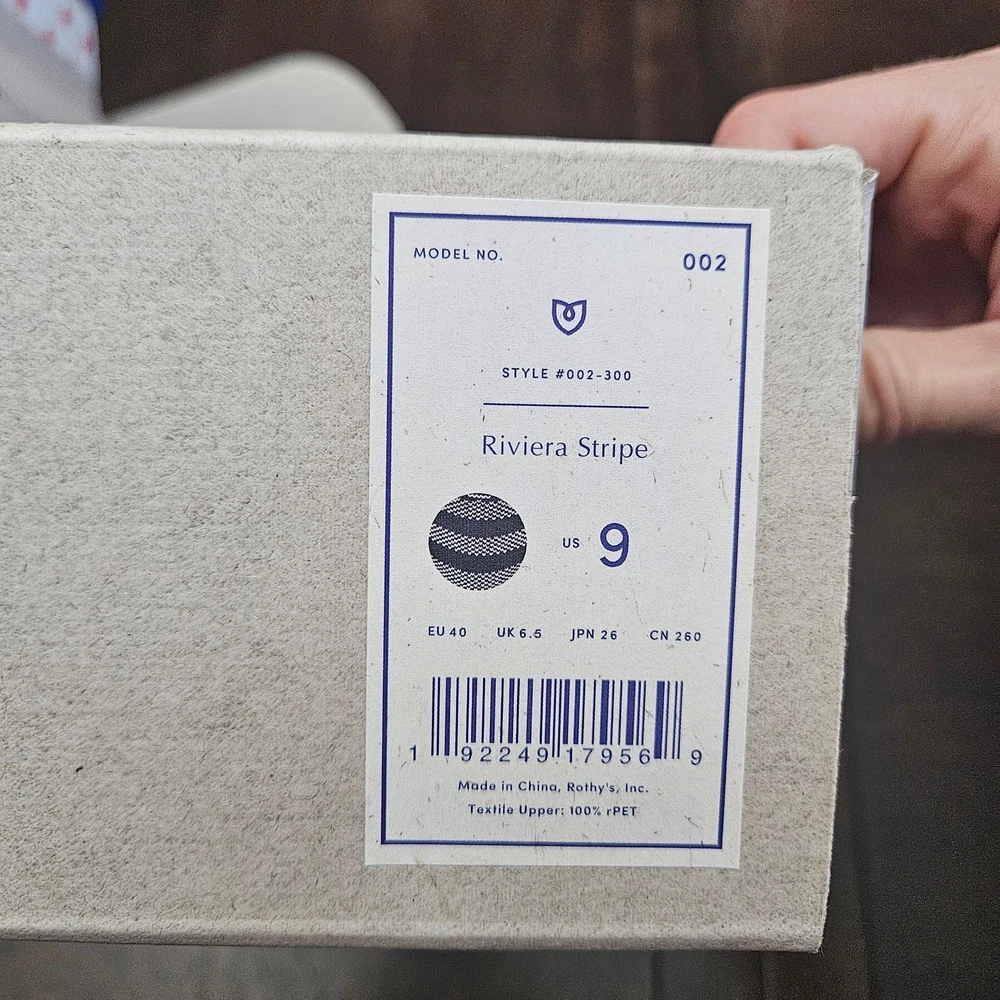 MODEL NO. 002
STYLE #002-300
Riviera Stripe
US 9
EU 40 UK 6.5 JPN 26 CN 260
1 92249 17956 9
Made in China, Rothy's, Inc.
Textile Upper: 100% rPET